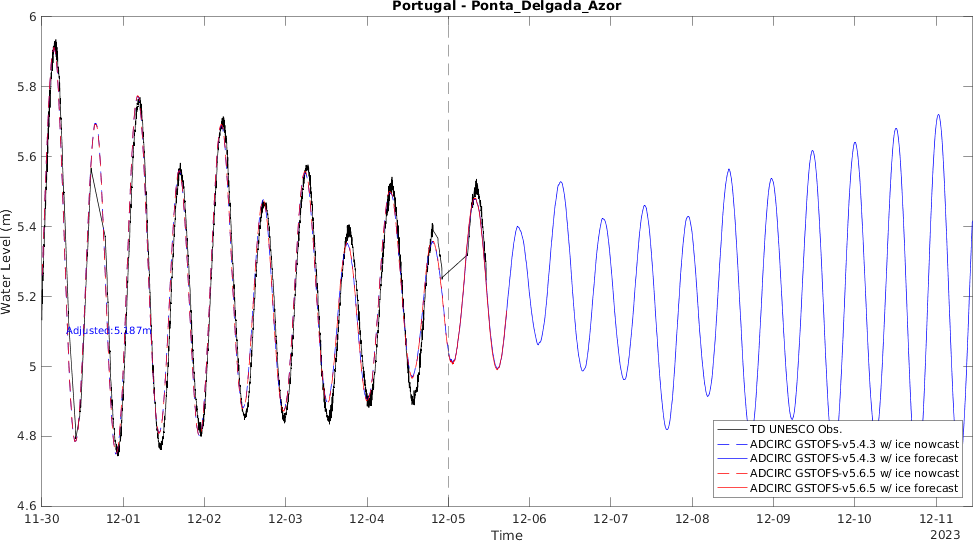 Portugal - Ponta_Delgada_Azor
6
5.8
5.6
5.4
5.2
5
4.8
4.6
Water Level (m)
Adjusted:5.187m
TD UNESCO Obs.
ADCIRC GSTOFS-v5.4.3 w/ ice nowcast
ADCIRC GSTOFS-v5.4.3 w/ ice forecast
ADCIRC GSTOFS-v5.6.5 w/ ice nowcast
ADCIRC GSTOFS-v5.6.5 w/ ice forecast
11-30 12-01 12-02 12-03 12-04 12-05 12-06 12-07 12-08 12-09 12-10 12-11
Time
2023